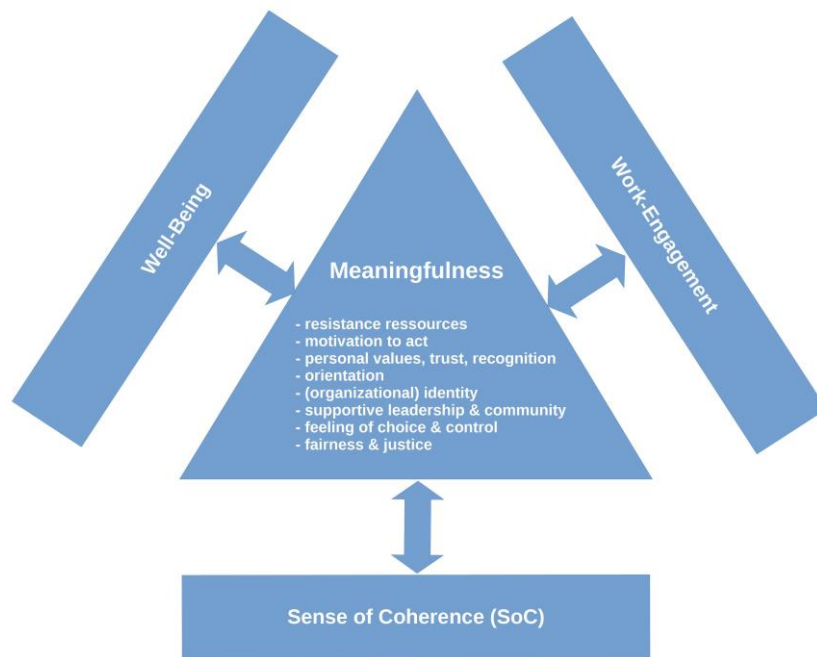 Well-Being
Work-Engagement
Meaningfulness
- resistance ressources
- motivation to act
- personal values, trust, recognition
- orientation
- (organizational) identity
- supportive leadership & community
- feeling of choice & control
- fairness & justice
Sense of Coherence (SoC)